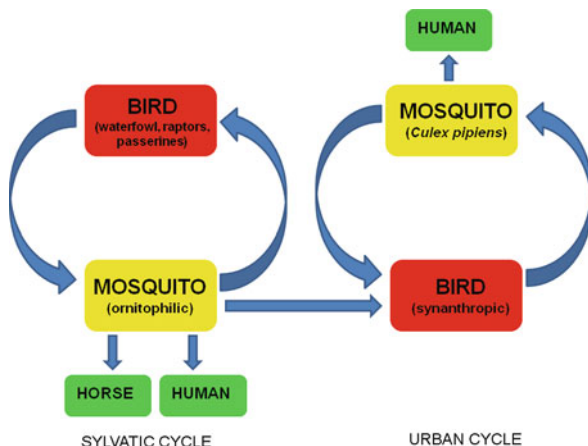 HUMAN
BIRD
(waterfowl, raptors,
passerines)
MOSQUITO
(Culex pipiens)
MOSQUITO
(ornitophilic)
BIRD
(synanthropic)
HORSE
HUMAN
SYLVATIC CYCLE
URBAN CYCLE